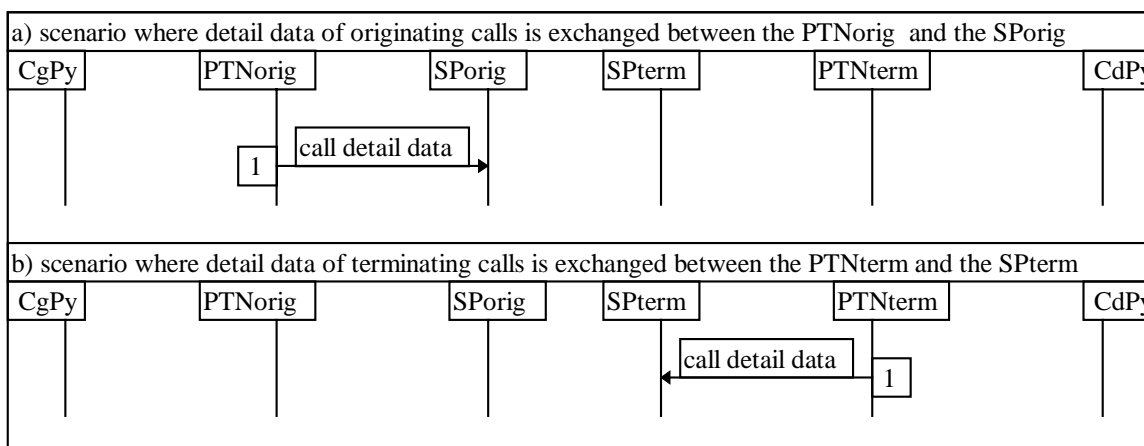 a) scenario where detail data of originating calls is exchanged between the PTNorig and the SPorig
CgPy PTNorig SPorig SPterm PTNterm CdPy
call detail data
1
b) scenario where detail data of terminating calls is exchanged between the PTNterm and the SPterm
CgPy PTNorig SPorig SPterm PTNterm CdPy
call detail data
1